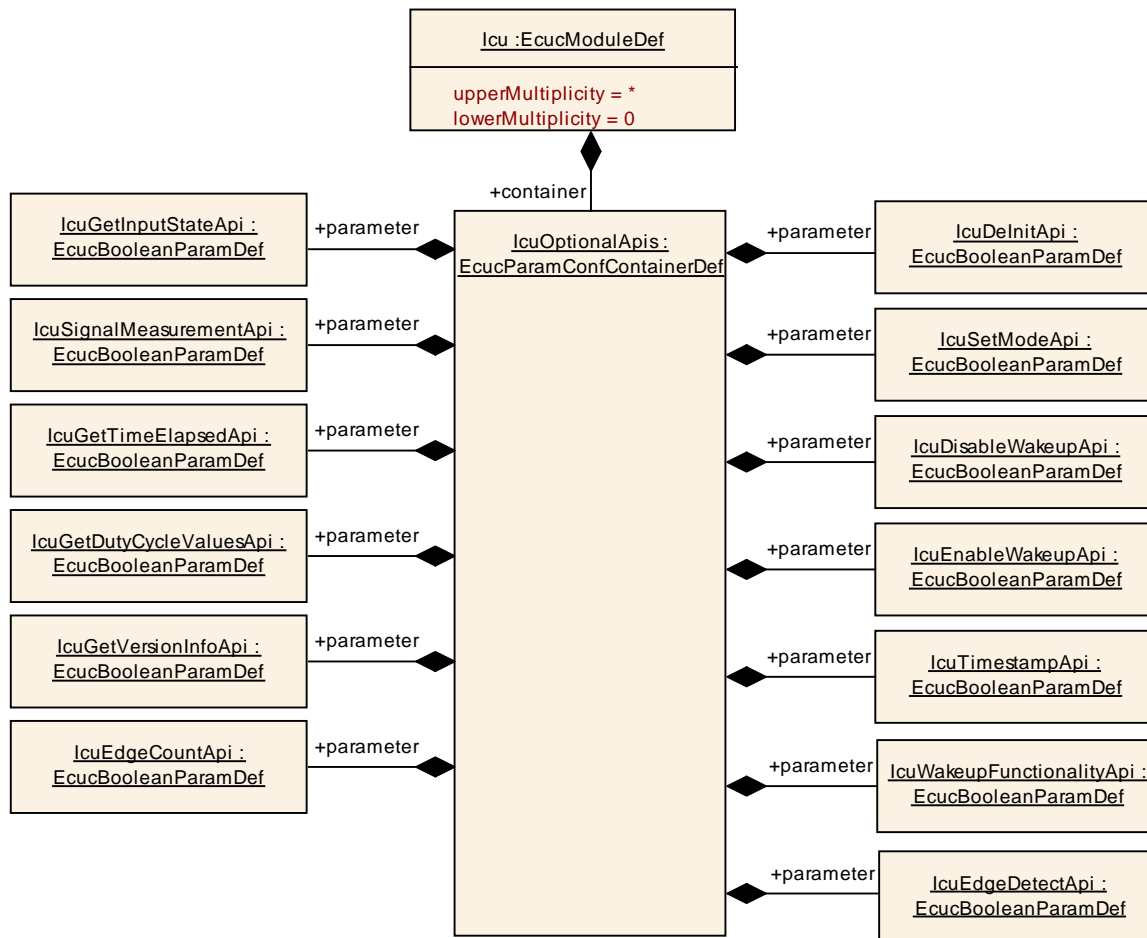 Icu :EcucModuleDef
upperMultiplicity = *
lowerMultiplicity = 0
+container
IcuOptionalApis :
EcucParamConfContainerDef
IcuGetInputStateApi :
EcucBooleanParamDef
+parameter
IcuSignalMeasurementApi :
EcucBooleanParamDef
+parameter
IcuGetTimeElapsedApi :
EcucBooleanParamDef
+parameter
IcuGetDutyCycleValuesApi :
EcucBooleanParamDef
+parameter
IcuGetVersionInfoApi :
EcucBooleanParamDef
+parameter
IcuEdgeCountApi :
EcucBooleanParamDef
+parameter
+parameter
IcuDeInitApi :
EcucBooleanParamDef
+parameter
IcuSetModeApi :
EcucBooleanParamDef
+parameter
IcuDisableWakeupApi :
EcucBooleanParamDef
+parameter
IcuEnableWakeupApi :
EcucBooleanParamDef
+parameter
IcuTimestampApi :
EcucBooleanParamDef
+parameter
IcuWakeupFunctionalityApi :
EcucBooleanParamDef
+parameter
IcuEdgeDetectApi :
EcucBooleanParamDef